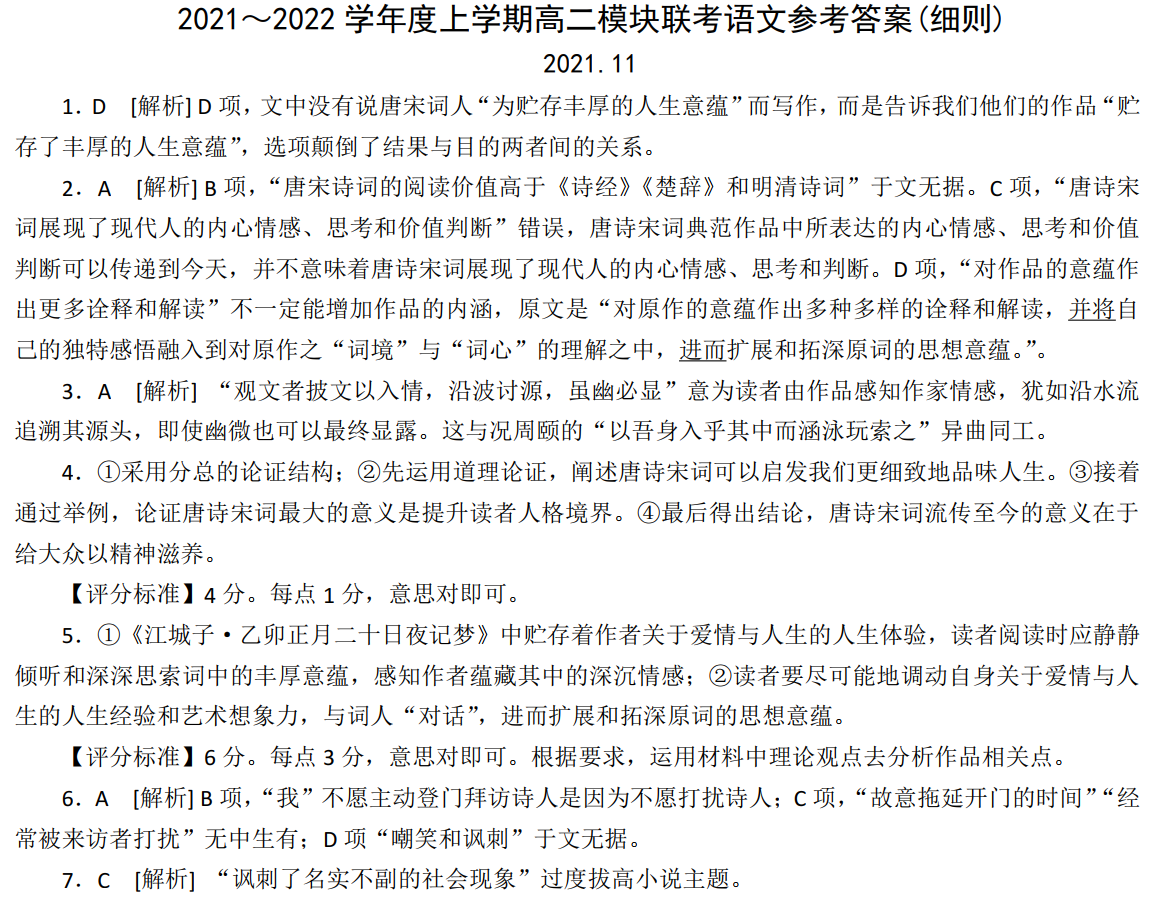 2021～2022 学年度上学期高二模块联考语文参考答案(细则)
2021.11
1．D [解析] D 项，文中没有说唐宋词人“为贮存丰厚的人生意蕴”而写作，而是告诉我们他们的作品“贮
存了丰厚的人生意蕴”，选项颠倒了结果与目的两者间的关系。
2．A [解析] B 项，“唐宋诗词的阅读价值高于《诗经》《楚辞》和明清诗词”于文无据。C 项，“唐诗宋
词展现了现代人的内心情感、思考和价值判断”错误，唐诗宋词典范作品中所表达的内心情感、思考和价值
判断可以传递到今天，并不意味着唐诗宋词展现了现代人的内心情感、思考和判断。D 项，“对作品的意蕴作
出更多诠释和解读”不一定能增加作品的内涵，原文是“对原作的意蕴作出多种多样的诠释和解读，并将自
己的独特感悟融入到对原作之“词境”与“词心”的理解之中，进而扩展和拓深原词的思想意蕴。”。
3．A [解析] “观文者披文以入情，沿波讨源，虽幽必显”意为读者由作品感知作家情感，犹如沿水流
追溯其源头，即使幽微也可以最终显露。这与况周颐的“以吾身入乎其中而涵泳玩索之”异曲同工。
4．①采用分总的论证结构；②先运用道理论证，阐述唐诗宋词可以启发我们更细致地品味人生。③接着
通过举例，论证唐诗宋词最大的意义是提升读者人格境界。④最后得出结论，唐诗宋词流传至今的意义在于
给大众以精神滋养。
【评分标准】4 分。每点 1 分，意思对即可。
5．①《江城子·乙卯正月二十日夜记梦》中贮存着作者关于爱情与人生的人生体验，读者阅读时应静静
倾听和深深思索词中的丰厚意蕴，感知作者蕴藏其中的深沉情感；②读者要尽可能地调动自身关于爱情与人
生的人生经验和艺术想象力，与词人“对话”，进而扩展和拓深原词的思想意蕴。
【评分标准】6 分。每点 3 分，意思对即可。根据要求，运用材料中理论观点去分析作品相关点。
6．A [解析] B 项，“我”不愿主动登门拜访诗人是因为不愿打扰诗人；C 项，“故意拖延开门的时间”“经
常被来访者打扰”无中生有；D 项“嘲笑和讽刺”于文无据。
7．C [解析] “讽刺了名实不副的社会现象”过度拔高小说主题。